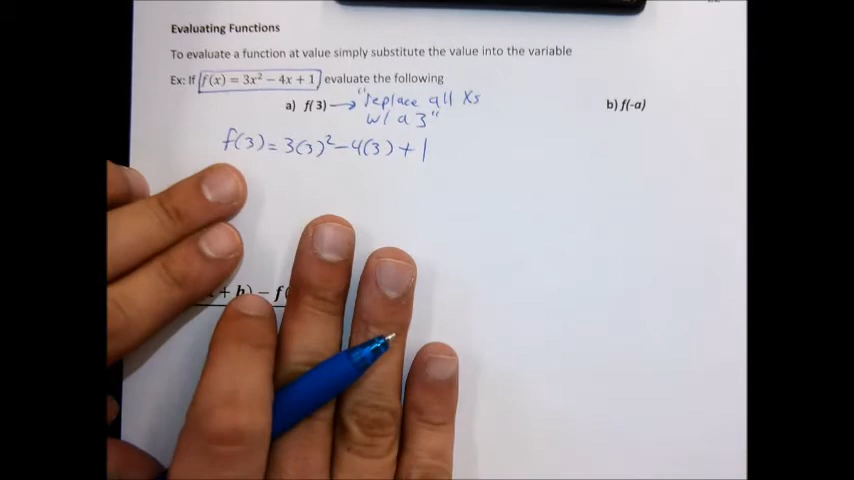 Evaluating Functions
To evaluate a function at value simply substitute the value into the variable
Ex: If f(x) = 3x² − 4x + 1 evaluate the following
a) f(3) → "replace all Xs
w/ a 3"
b) f(-a)
f(3) = 3(3)² − 4(3) + 1
+ h) − f(